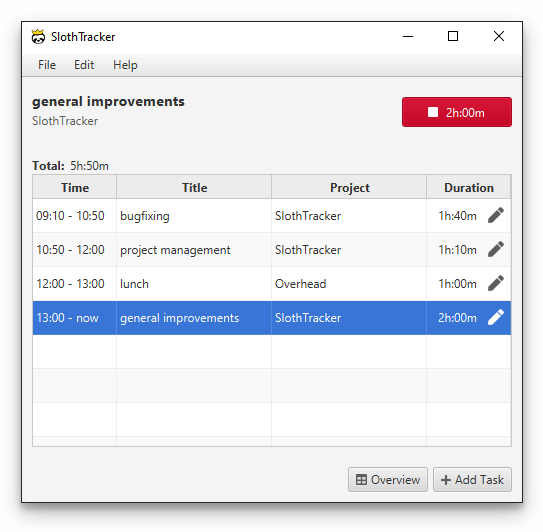 SlothTracker
File Edit Help
general improvements
SlothTracker
2h:00m
Total: 5h:50m
Time Title Project Duration
09:10 - 10:50 bugfixing SlothTracker 1h:40m
10:50 - 12:00 project management SlothTracker 1h:10m
12:00 - 13:00 lunch Overhead 1h:00m
13:00 - now general improvements SlothTracker 2h:00m
Overview Add Task